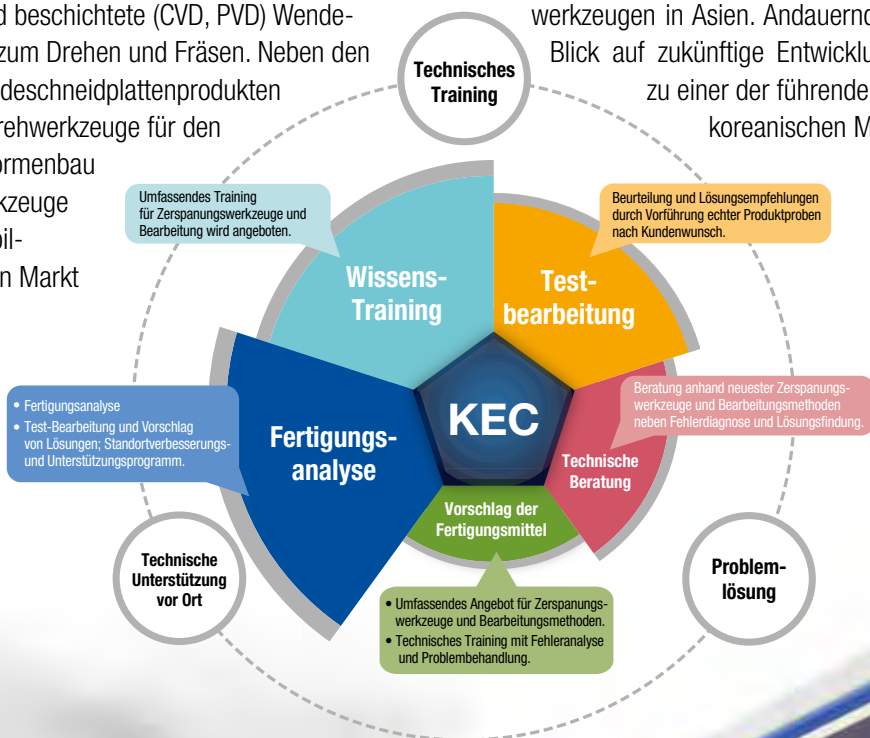 beschichtete (CVD, PVD) Wende-
zum Drehen und Fräsen. Neben den
deschneidplattenprodukten
rehwerkzeuge für den
ormenbau
kzeuge
bil-
n Markt
werkzeugen in Asien. Andauernd
Blick auf zukünftige Entwicklu
zu einer der führende
koreanischen M
Technisches
Training
Umfassendes Training
für Zerspanungswerkzeuge und
Bearbeitung wird angeboten.
Beurteilung und Lösungsempfehlungen
durch Vorführung echter Produktproben
nach Kundenwunsch.
Wissens-
Training
Test-
bearbeitung
• Fertigungsanalyse
• Test-Bearbeitung und Vorschlag
von Lösungen; Standortverbesserungs-
und Unterstützungsprogramm.
Fertigungs-
analyse
KEC
Beratung anhand neuester Zerspanungs-
werkzeuge und Bearbeitungsmethoden
neben Fehlerdiagnose und Lösungsfindung.
Technische
Beratung
Vorschlag der
Fertigungsmittel
Technische
Unterstützung
vor Ort
Problem-
lösung
• Umfassendes Angebot für Zerspanungs-
werkzeuge und Bearbeitungsmethoden.
• Technisches Training mit Fehleranalyse
und Problembehandlung.